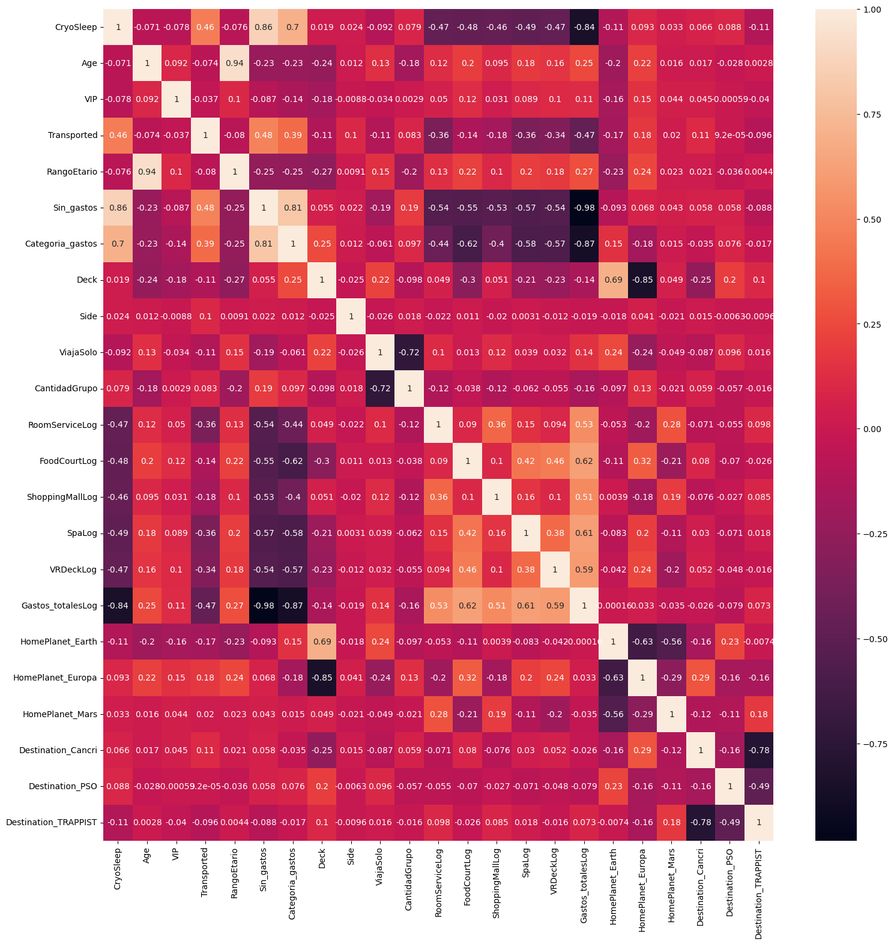 CryoSleep 1 -0.071 -0.078 0.46 -0.076 0.86 0.7 0.019 0.024 -0.092 0.079 -0.47 -0.48 -0.46 -0.49 -0.47 -0.84 -0.11 0.093 0.033 0.066 0.088 -0.11
Age -0.071 1 0.092 -0.074 0.94 -0.23 -0.23 -0.24 0.012 0.13 -0.18 0.12 0.2 0.095 0.18 0.16 0.25 -0.2 0.22 0.016 0.017 -0.028 0.0028
VIP -0.078 0.092 1 -0.037 0.1 -0.087 -0.14 -0.18 -0.0088 -0.034 0.0029 0.05 0.12 0.031 0.089 0.1 0.11 -0.16 0.15 0.044 0.045 -0.00059 -0.04
Transported 0.46 -0.074 -0.037 1 -0.08 0.48 0.39 -0.11 0.1 -0.11 0.083 -0.36 -0.14 -0.18 -0.36 -0.34 -0.47 -0.17 0.18 0.02 0.11 9.2e-05 -0.096
RangoEtario -0.076 0.94 0.1 -0.08 1 -0.25 -0.25 -0.27 0.0091 0.15 -0.2 0.13 0.22 0.1 0.2 0.18 0.27 -0.23 0.24 0.023 0.021 -0.036 0.0044
Sin_gastos 0.86 -0.23 -0.087 0.48 -0.25 1 0.81 0.055 0.022 -0.19 0.19 -0.54 -0.55 -0.53 -0.57 -0.54 -0.98 -0.093 0.068 0.043 0.058 0.058 -0.088
Categoria_gastos 0.7 -0.23 -0.14 0.39 -0.25 0.81 1 0.25 0.012 -0.061 0.097 -0.44 -0.62 -0.4 -0.58 -0.57 -0.87 0.15 -0.18 0.015 -0.035 0.076 -0.017
Deck 0.019 -0.24 -0.18 -0.11 -0.27 0.055 0.25 1 -0.025 0.22 -0.098 0.049 -0.3 0.051 -0.21 -0.23 -0.14 0.69 -0.85 0.049 -0.25 0.2 0.1
Side 0.024 0.012 -0.0088 0.1 0.0091 0.022 0.012 -0.025 1 -0.026 0.018 -0.022 0.011 -0.02 0.0031 -0.012 -0.019 -0.018 0.041 -0.021 0.015 -0.0063 -0.0096
ViajaSolo -0.092 0.13 -0.034 -0.11 0.15 -0.19 -0.061 0.22 -0.026 1 -0.72 0.1 0.013 0.12 0.039 0.032 0.14 0.24 -0.24 -0.049 -0.087 0.096 0.016
CantidadGrupo 0.079 -0.18 0.0029 0.083 -0.2 0.19 0.097 -0.098 0.018 -0.72 1 -0.12 -0.038 -0.12 -0.062 -0.055 -0.16 -0.097 0.13 -0.021 0.059 -0.057 -0.016
RoomServiceLog -0.47 0.12 0.05 -0.36 0.13 -0.54 -0.44 0.049 -0.022 0.1 -0.12 1 0.09 0.36 0.15 0.094 0.53 -0.053 -0.2 0.28 -0.071 -0.055 0.098
FoodCourtLog -0.48 0.2 0.12 -0.14 0.22 -0.55 -0.62 -0.3 0.011 0.013 -0.038 0.09 1 0.1 0.42 0.46 0.62 -0.11 0.32 -0.21 0.08 -0.07 -0.026
ShoppingMallLog -0.46 0.095 0.031 -0.18 0.1 -0.53 -0.4 0.051 -0.02 0.12 -0.12 0.36 0.1 1 0.16 0.1 0.51 0.0039 -0.18 0.19 -0.076 -0.027 0.085
SpaLog -0.49 0.18 0.089 -0.36 0.2 -0.57 -0.58 -0.21 0.0031 0.039 -0.062 0.15 0.42 0.16 1 0.38 0.61 -0.083 0.2 -0.11 0.03 -0.071 0.018
VRDeckLog -0.47 0.16 0.1 -0.34 0.18 -0.54 -0.57 -0.23 -0.012 0.032 -0.055 0.094 0.46 0.1 0.38 1 0.59 -0.042 0.24 -0.2 0.052 -0.048 -0.016
Gastos_totalesLog -0.84 0.25 0.11 -0.47 0.27 -0.98 -0.87 -0.14 -0.019 0.14 -0.16 0.53 0.62 0.51 0.61 0.59 1 0.033 -0.035 -0.026 -0.079 0.073
HomePlanet_Earth -0.11 -0.2 -0.16 -0.17 -0.23 -0.093 0.15 0.69 -0.018 0.24 -0.097 -0.053 -0.11 0.0039 -0.083 -0.042 1 -0.63 -0.56 -0.16 0.23 -0.0074
HomePlanet_Europa 0.093 0.22 0.15 0.18 0.24 0.068 -0.18 -0.85 0.041 -0.24 0.13 -0.2 0.32 -0.18 0.2 0.24 0.033 -0.63 1 -0.29 0.29 -0.16 -0.16
HomePlanet_Mars 0.033 0.016 0.044 0.02 0.023 0.043 0.015 0.049 -0.021 -0.049 -0.021 0.28 -0.21 0.19 -0.11 -0.2 -0.035 -0.56 -0.29 1 -0.12 -0.11 0.18
Destination_Cancri 0.066 0.017 0.045 0.11 0.021 0.058 -0.035 -0.25 0.015 -0.087 0.059 -0.071 0.08 -0.076 0.03 0.052 -0.026 -0.16 0.29 -0.12 1 -0.16 -0.78
Destination_PSO 0.088 -0.028 -0.00059 9.2e-05 -0.036 0.058 0.076 0.2 -0.0063 0.096 -0.057 -0.055 -0.07 -0.027 -0.071 -0.048 -0.079 0.23 -0.16 -0.11 -0.16 1 -0.49
Destination_TRAPPIST -0.11 0.0028 -0.04 -0.096 0.0044 -0.088 -0.017 0.1 -0.0096 0.016 -0.016 0.098 -0.026 0.085 0.018 -0.016 0.073 -0.0074 -0.16 0.18 -0.78 -0.49 1
CryoSleep
Age
VIP
Transported
RangoEtario
Sin_gastos
Categoria_gastos
Deck
Side
ViajaSolo
CantidadGrupo
RoomServiceLog
FoodCourtLog
ShoppingMallLog
SpaLog
VRDeckLog
Gastos_totalesLog
HomePlanet_Earth
HomePlanet_Europa
HomePlanet_Mars
Destination_Cancri
Destination_PSO
Destination_TRAPPIST
1.00
0.75
0.50
0.25
0.00
−0.25
−0.50
−0.75